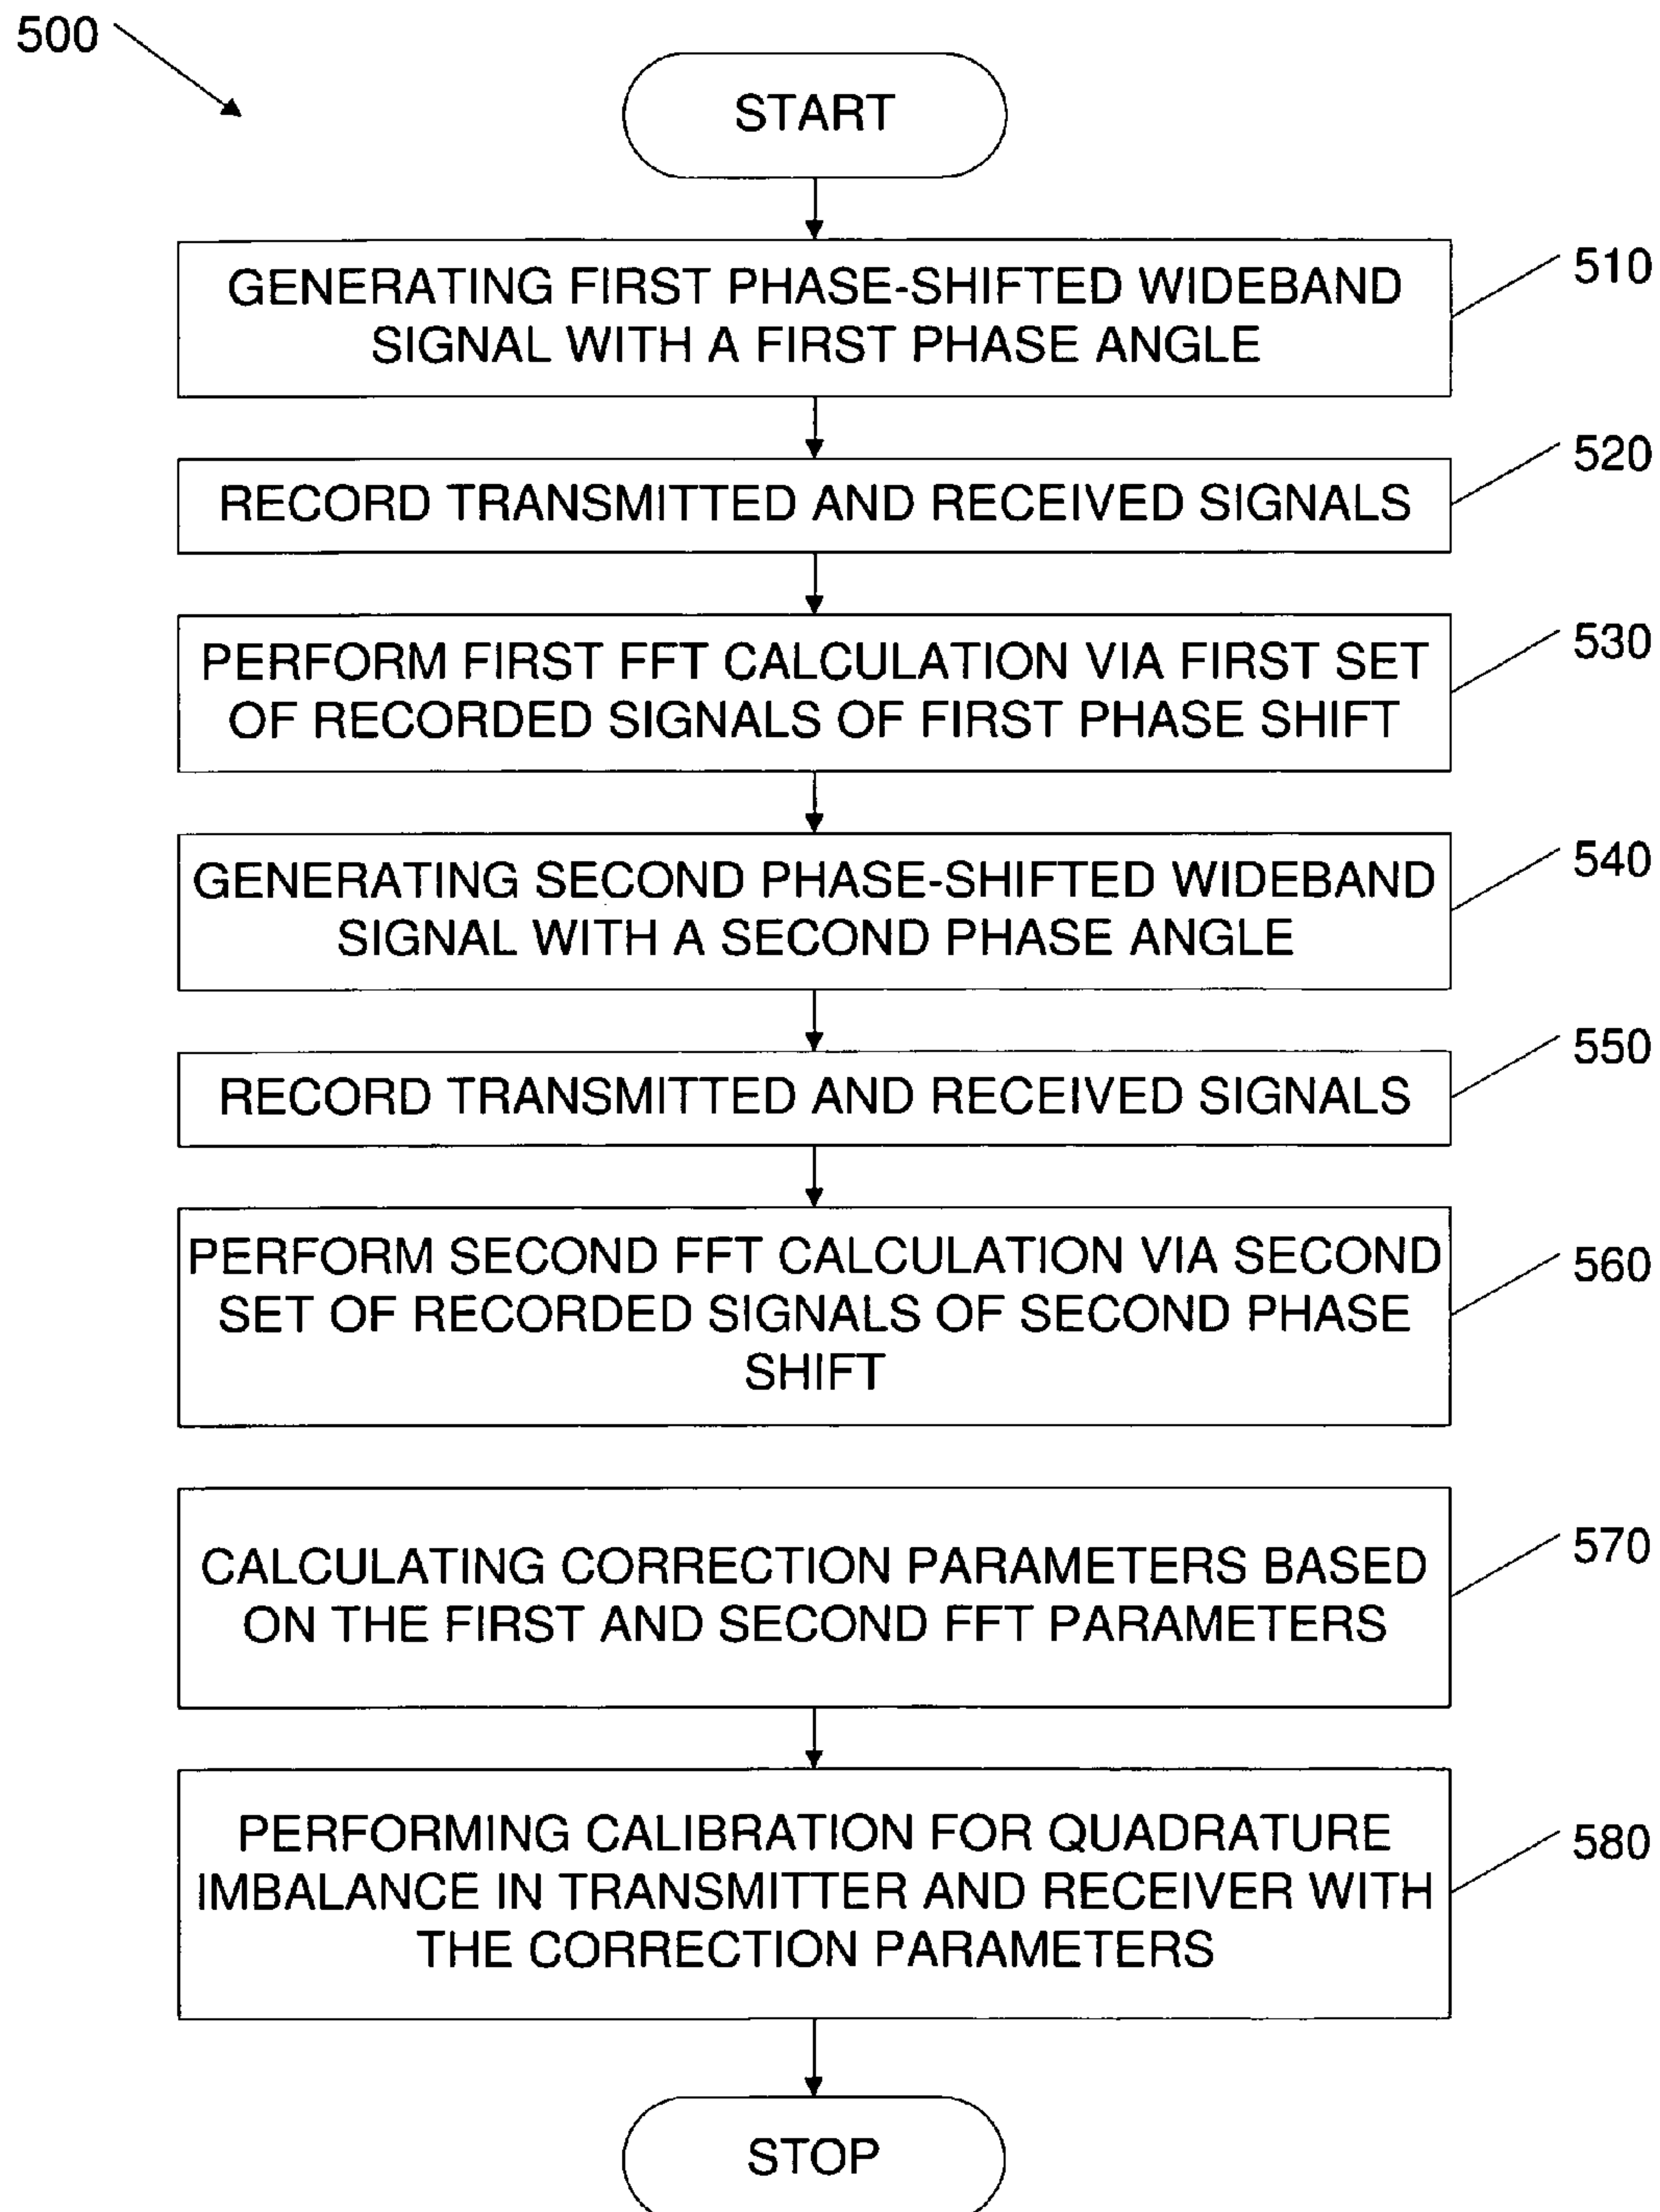 500
START
GENERATING FIRST PHASE-SHIFTED WIDEBAND
SIGNAL WITH A FIRST PHASE ANGLE
510
RECORD TRANSMITTED AND RECEIVED SIGNALS
520
PERFORM FIRST FFT CALCULATION VIA FIRST SET
OF RECORDED SIGNALS OF FIRST PHASE SHIFT
530
GENERATING SECOND PHASE-SHIFTED WIDEBAND
SIGNAL WITH A SECOND PHASE ANGLE
540
RECORD TRANSMITTED AND RECEIVED SIGNALS
550
PERFORM SECOND FFT CALCULATION VIA SECOND
SET OF RECORDED SIGNALS OF SECOND PHASE
SHIFT
560
CALCULATING CORRECTION PARAMETERS BASED
ON THE FIRST AND SECOND FFT PARAMETERS
570
PERFORMING CALIBRATION FOR QUADRATURE
IMBALANCE IN TRANSMITTER AND RECEIVER WITH
THE CORRECTION PARAMETERS
580
STOP